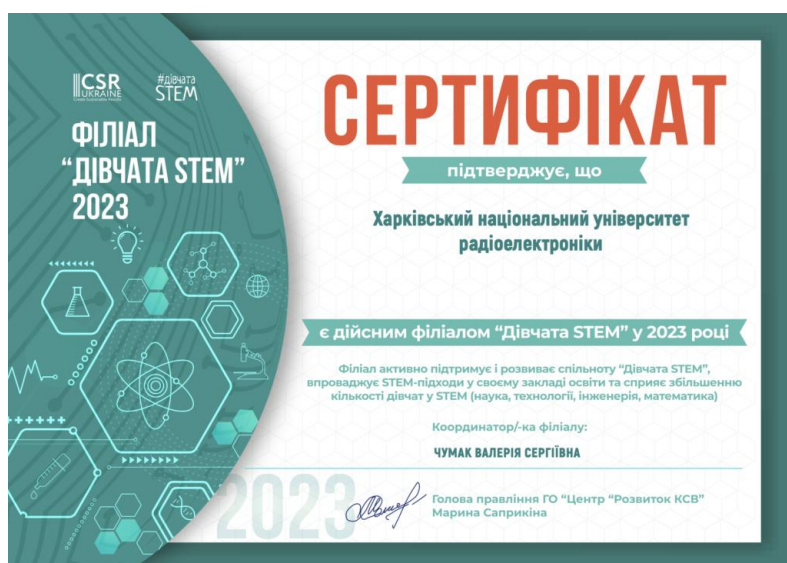 CSR
UKRAINE
#дівчата
STEM
ФІЛІАЛ
“ДІВЧАТА STEM”
2023
СЕРТИФІКАТ
підтверджує, що
Харківський національний університет
радіоелектроніки
є дійсним філіалом “Дівчата STEM” у 2023 році
Філіал активно підтримує і розвиває спільноту “Дівчата STEM”,
впроваджує STEM-підходи у своєму закладі освіти та сприяє збільшенню
кількості дівчат у STEM (наука, технології, інженерія, математика)
Координатор/-ка філіалу:
ЧУМАК ВАЛЕРІЯ СЕРГІЇВНА
2023
Голова правління ГО “Центр “Розвиток КСВ”
Марина Саприкіна